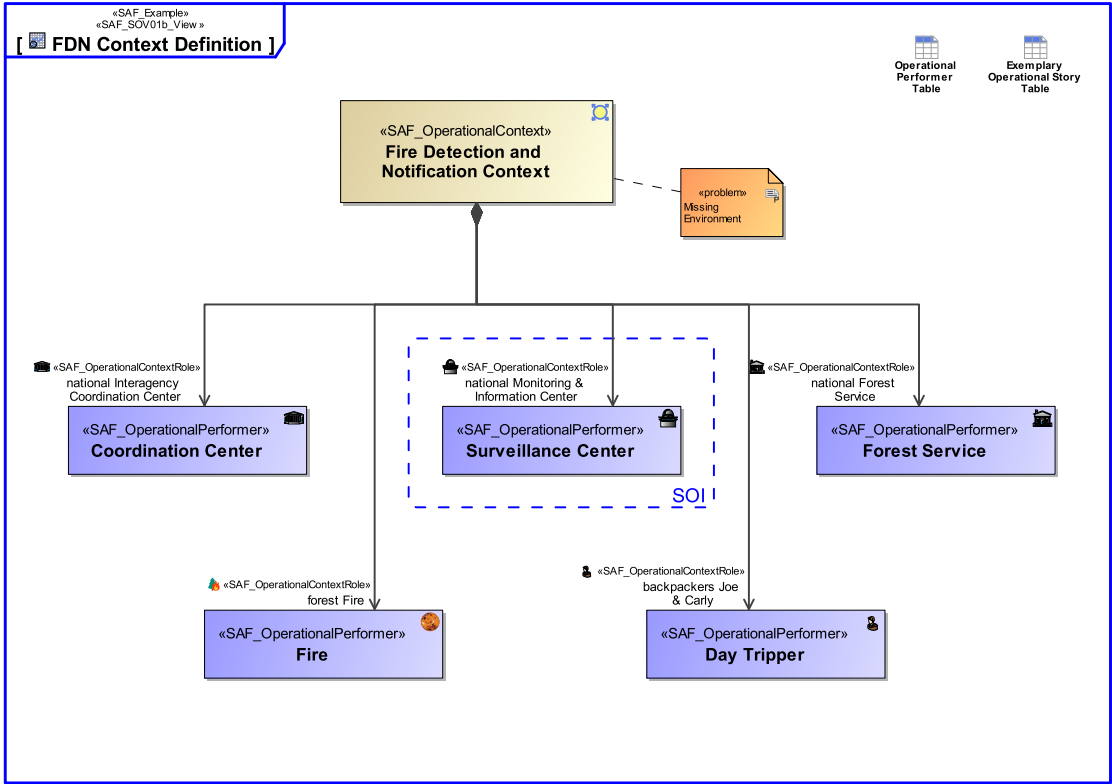 «SAF_Example»
«SAF_SOV01b_View »
[ FDN Context Definition ]
Operational
Performer
Table
Exemplary
Operational Story
Table
«SAF_OperationalContext»
Fire Detection and
Notification Context
«problem»
Missing
Environment
«SAF_OperationalContextRole»
national Interagency
Coordination Center
«SAF_OperationalContextRole»
national Monitoring &
Information Center
«SAF_OperationalContextRole»
national Forest
Service
«SAF_OperationalPerformer»
Coordination Center
«SAF_OperationalPerformer»
Surveillance Center
«SAF_OperationalPerformer»
Forest Service
SOI
«SAF_OperationalContextRole»
forest Fire
«SAF_OperationalContextRole»
backpackers Joe
& Carly
«SAF_OperationalPerformer»
Fire
«SAF_OperationalPerformer»
Day Tripper